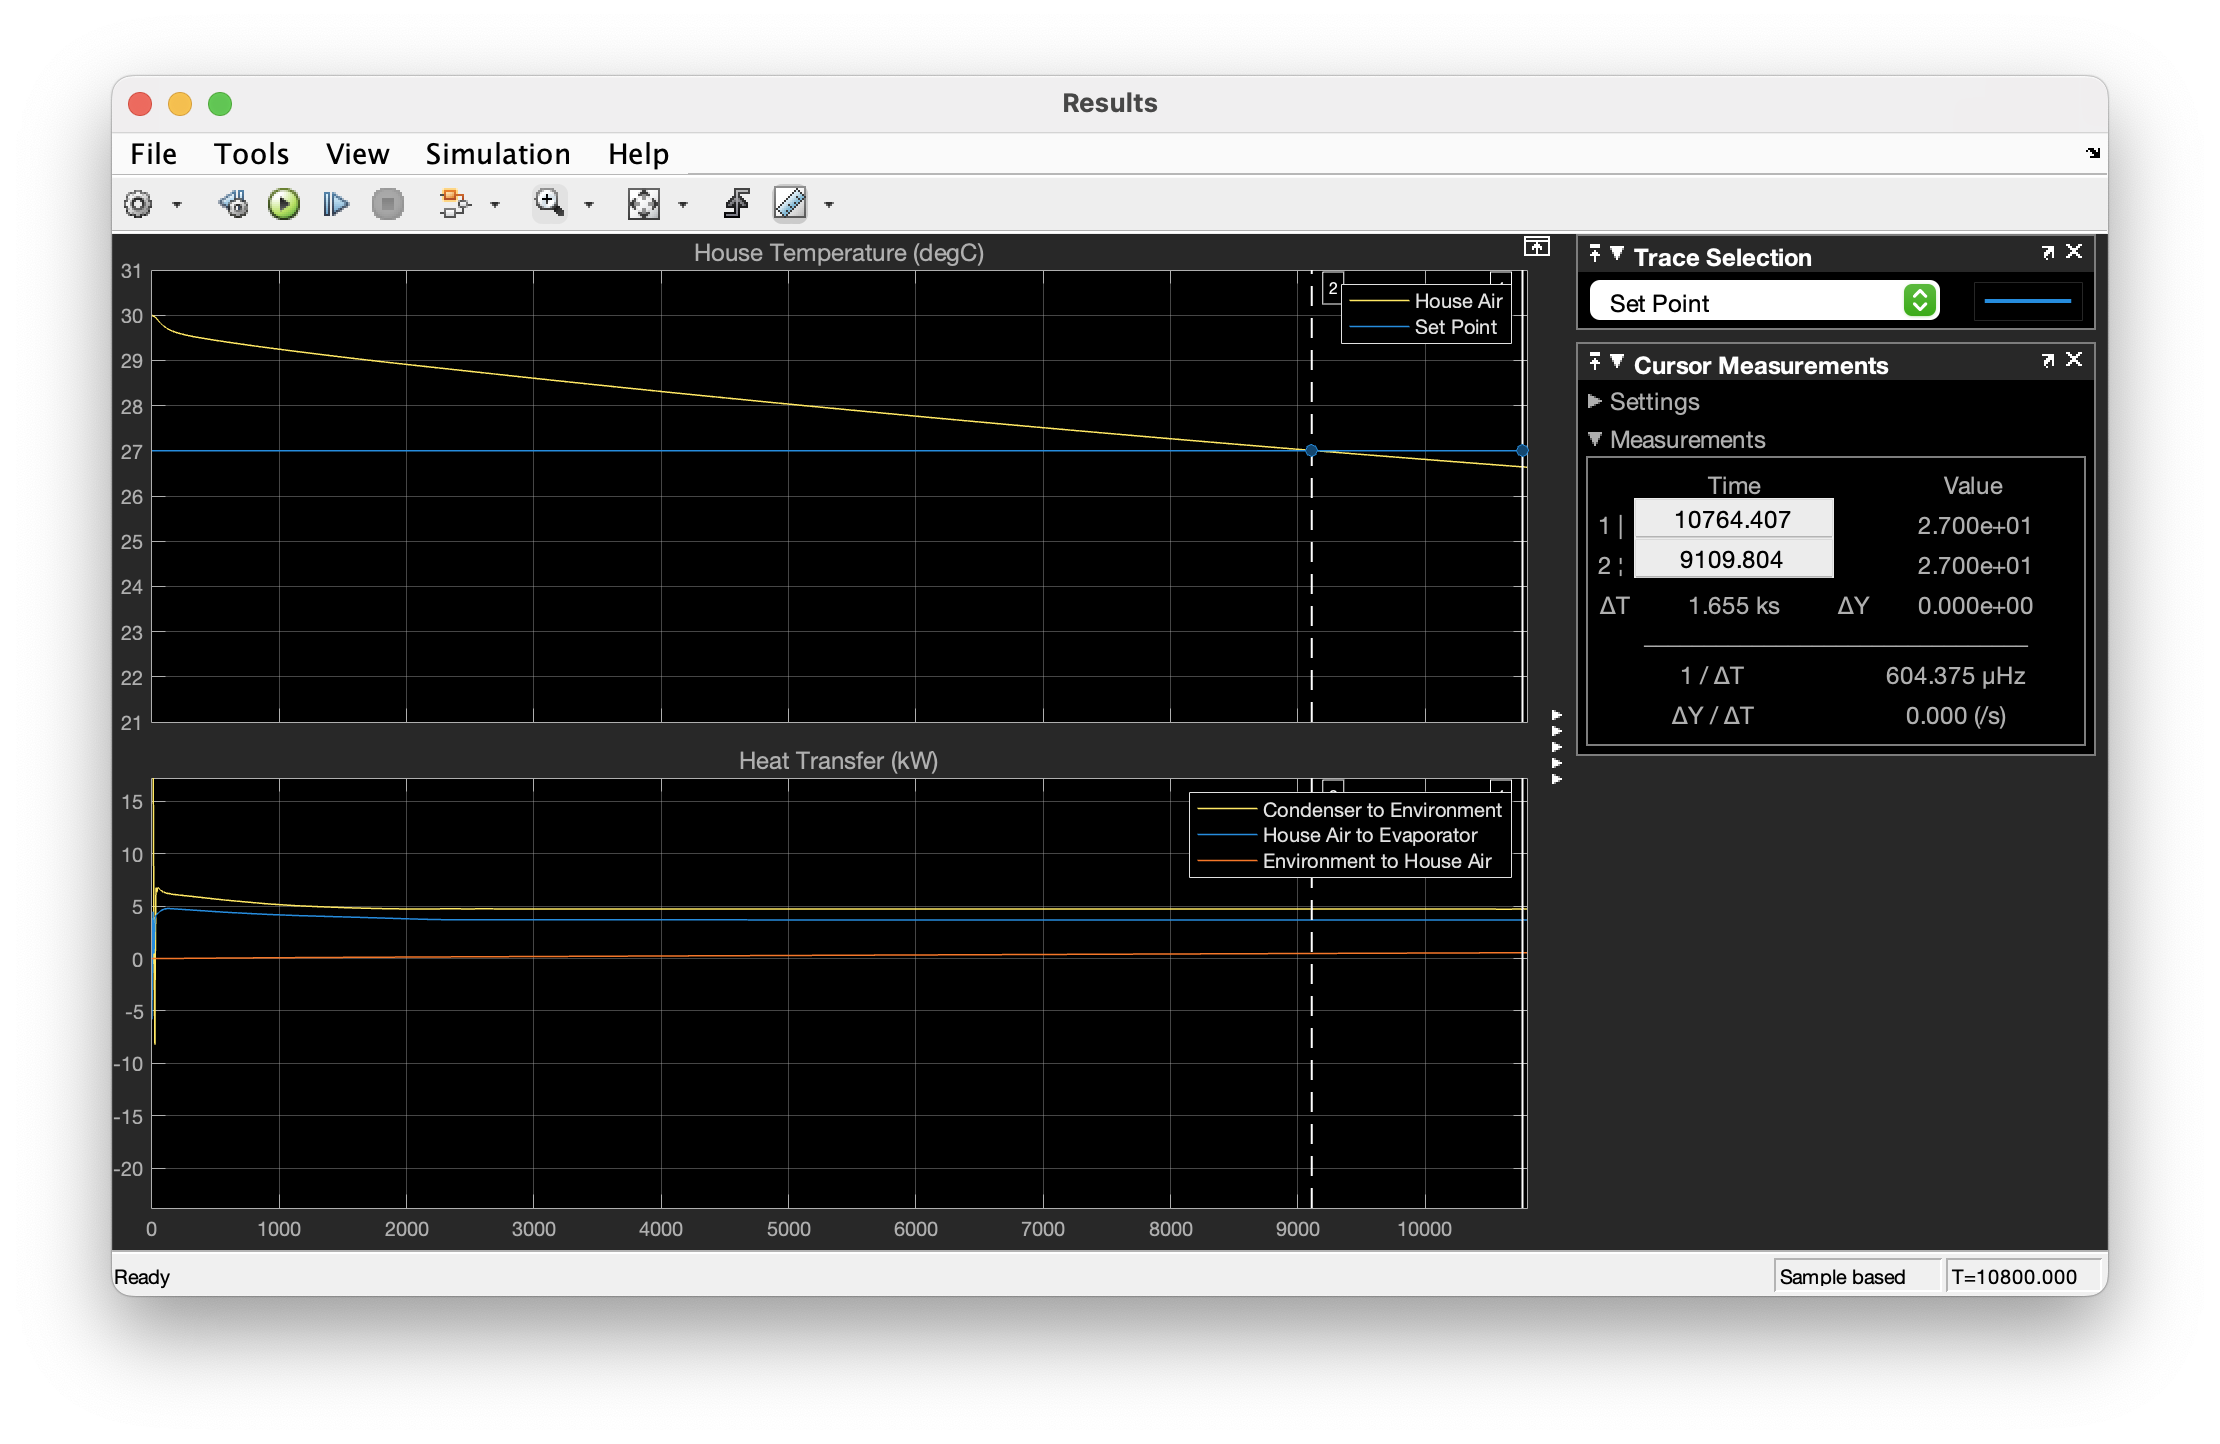 Results
File Tools View Simulation Help
House Temperature (degC)
31
30
29
28
27
26
25
24
23
22
21
2
House Air
Set Point
Heat Transfer (kW)
15
10
5
0
-5
-10
-15
-20
Condenser to Environment
House Air to Evaporator
Environment to House Air
0 1000 2000 3000 4000 5000 6000 7000 8000 9000 10000
Trace Selection
Set Point
Cursor Measurements
Settings
Measurements
Time Value
1 | 10764.407 2.700e+01
2 ¦ 9109.804 2.700e+01
ΔT 1.655 ks ΔY 0.000e+00
1 / ΔT 604.375 µHz
ΔY / ΔT 0.000 (/s)
Ready
Sample based T=10800.000